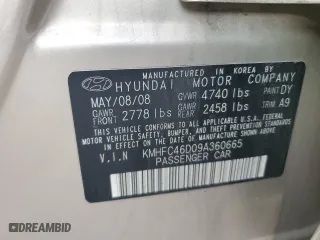 MANUFACTURED IN KOREA BY
HYUNDAI MOTOR COMPANY
MAY/08/08 GVWR 4740 lbs PAINT DY
GAWR FRONT 2778 lbs GAWR REAR 2458 lbs TRIM A9
THIS VEHICLE CONFORMS TO ALL APPLICABLE
U.S. FEDERAL MOTOR VEHICLE SAFETY,
BUMPER, AND THEFT PREVENTION STANDARDS
IN EFFECT ON THE DATE OF MANUFACTURE
SHOWN ABOVE.
V.I.N KMHFC46D09A360665
PASSENGER CAR